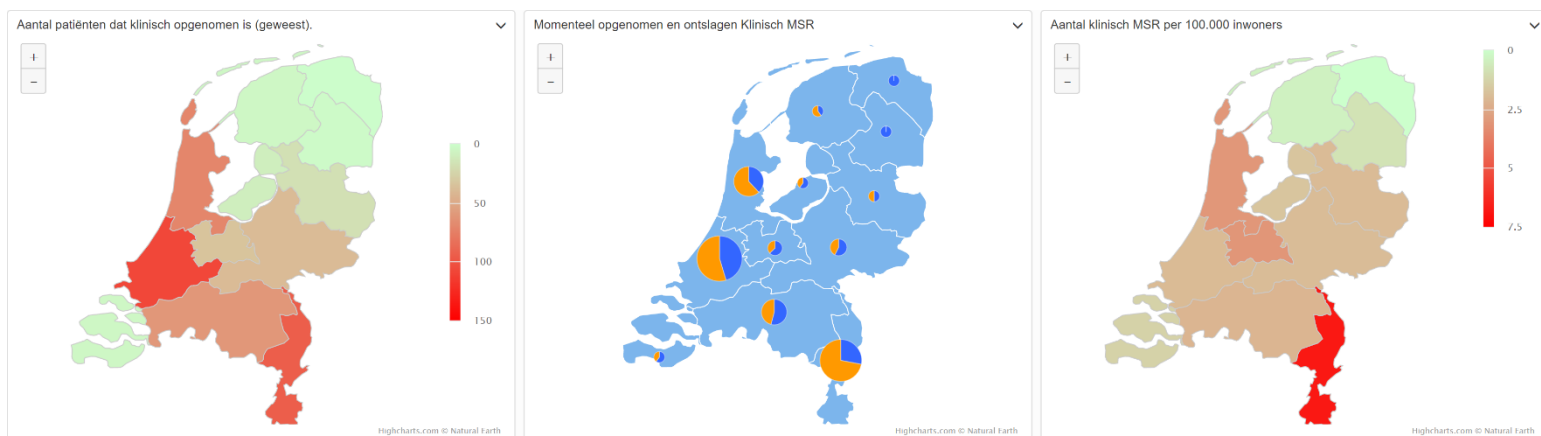 Aantal patiënten dat klinisch opgenomen is (geweest).
+
−
0
50
100
150
Highcharts.com © Natural Earth
Momenteel opgenomen en ontslagen Klinisch MSR
+
−
Highcharts.com © Natural Earth
Aantal klinisch MSR per 100.000 inwoners
+
−
0
2.5
5
7.5
Highcharts.com © Natural Earth